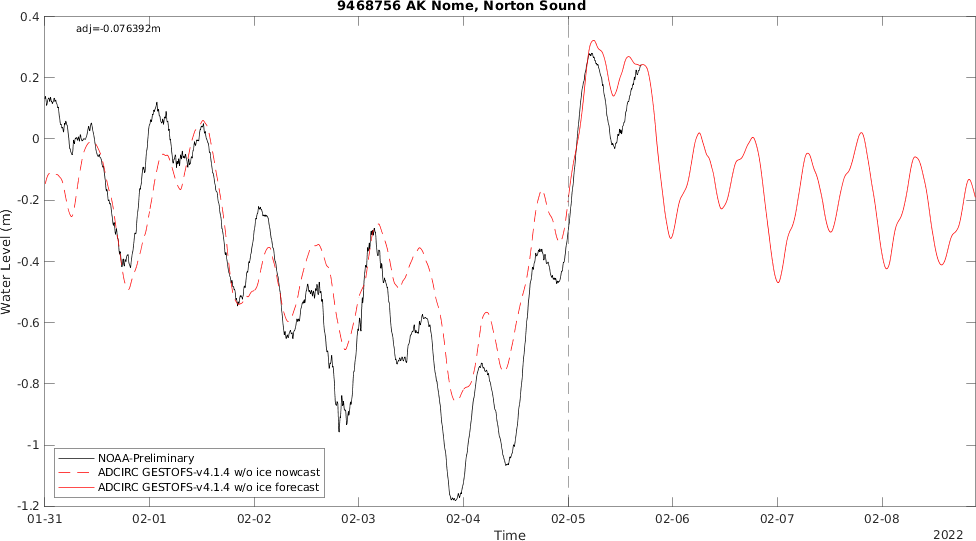 9468756 AK Nome, Norton Sound
adj=-0.076392m
0.4
0.2
0
-0.2
-0.4
-0.6
-0.8
-1
-1.2
Water Level (m)
NOAA-Preliminary
ADCIRC GESTOFS-v4.1.4 w/o ice nowcast
ADCIRC GESTOFS-v4.1.4 w/o ice forecast
01-31 02-01 02-02 02-03 02-04 02-05 02-06 02-07 02-08
Time
2022